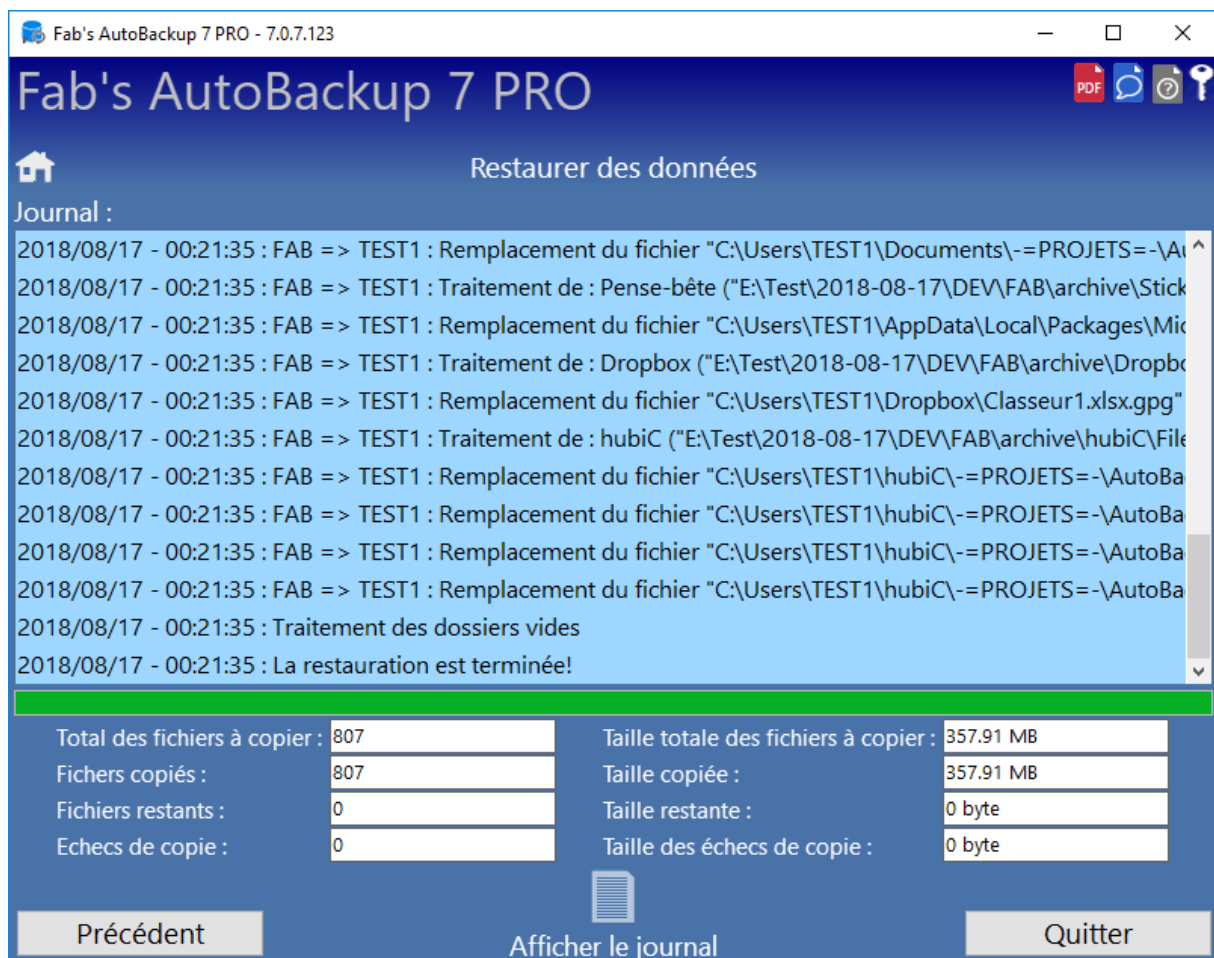 Fab's AutoBackup 7 PRO - 7.0.7.123
Fab's AutoBackup 7 PRO
PDF
Restaurer des données
Journal :
2018/08/17 - 00:21:35 : FAB => TEST1 : Remplacement du fichier "C:\Users\TEST1\Documents\-=PROJETS=-\Au
2018/08/17 - 00:21:35 : FAB => TEST1 : Traitement de : Pense-bête ("E:\Test\2018-08-17\DEV\FAB\archive\Stick
2018/08/17 - 00:21:35 : FAB => TEST1 : Remplacement du fichier "C:\Users\TEST1\AppData\Local\Packages\Mic
2018/08/17 - 00:21:35 : FAB => TEST1 : Traitement de : Dropbox ("E:\Test\2018-08-17\DEV\FAB\archive\Dropbo
2018/08/17 - 00:21:35 : FAB => TEST1 : Remplacement du fichier "C:\Users\TEST1\Dropbox\Classeur1.xlsx.gpg"
2018/08/17 - 00:21:35 : FAB => TEST1 : Traitement de : hubiC ("E:\Test\2018-08-17\DEV\FAB\archive\hubiC\File
2018/08/17 - 00:21:35 : FAB => TEST1 : Remplacement du fichier "C:\Users\TEST1\hubiC\-=PROJETS=-\AutoBa
2018/08/17 - 00:21:35 : FAB => TEST1 : Remplacement du fichier "C:\Users\TEST1\hubiC\-=PROJETS=-\AutoBa
2018/08/17 - 00:21:35 : FAB => TEST1 : Remplacement du fichier "C:\Users\TEST1\hubiC\-=PROJETS=-\AutoBa
2018/08/17 - 00:21:35 : FAB => TEST1 : Remplacement du fichier "C:\Users\TEST1\hubiC\-=PROJETS=-\AutoBa
2018/08/17 - 00:21:35 : Traitement des dossiers vides
2018/08/17 - 00:21:35 : La restauration est terminée!
Total des fichiers à copier : 807 Taille totale des fichiers à copier : 357.91 MB
Fichers copiés : 807 Taille copiée : 357.91 MB
Fichiers restants : 0 Taille restante : 0 byte
Echecs de copie : 0 Taille des échecs de copie : 0 byte
Précédent Afficher le journal Quitter